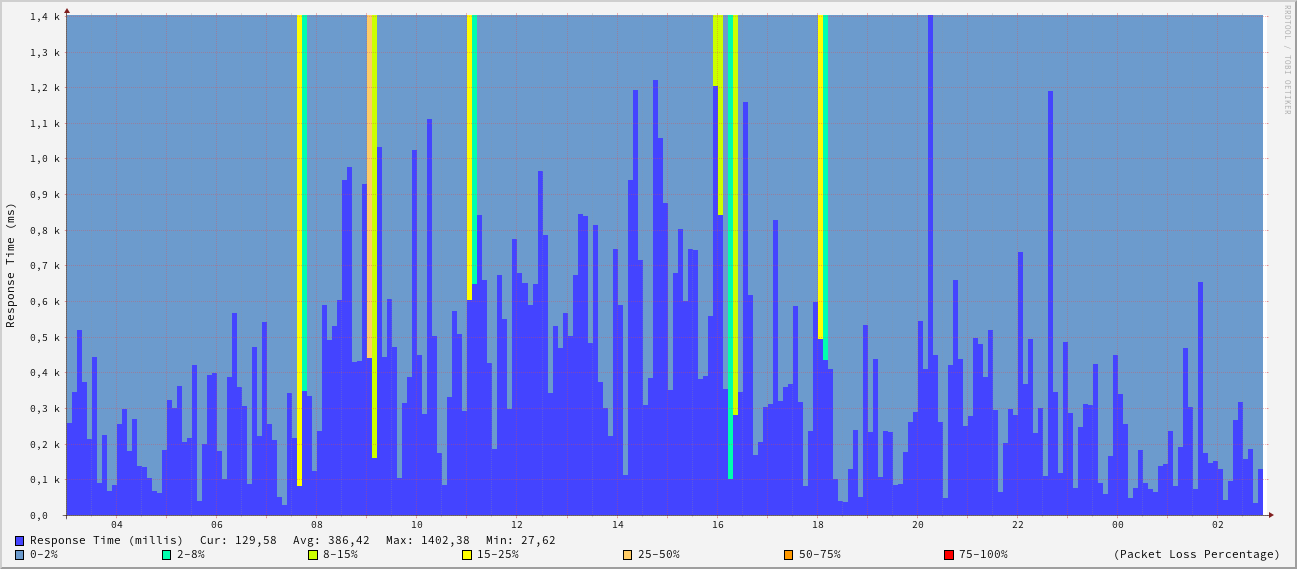 RRDTOOL / TOBI OETIKER
Response Time (ms)
1,4 k
1,3 k
1,2 k
1,1 k
1,0 k
0,9 k
0,8 k
0,7 k
0,6 k
0,5 k
0,4 k
0,3 k
0,2 k
0,1 k
0,0
04 06 08 10 12 14 16 18 20 22 00 02
Response Time (millis) Cur: 129,58 Avg: 386,42 Max: 1402,38 Min: 27,62
0-2% 2-8% 8-15% 15-25% 25-50% 50-75% 75-100% (Packet Loss Percentage)